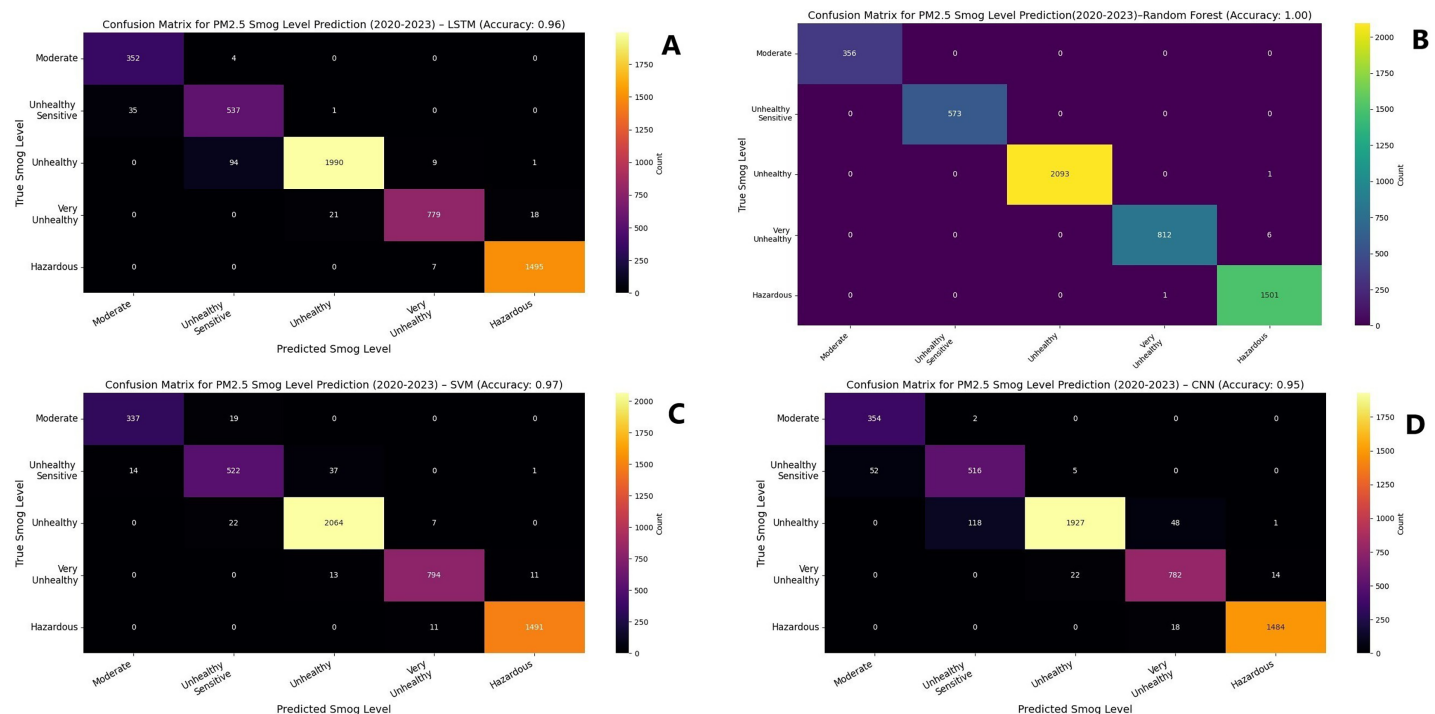 Confusion Matrix for PM2.5 Smog Level Prediction (2020-2023) – LSTM (Accuracy: 0.96)
A
True Smog Level
Moderate
352 4 0 0 0
Unhealthy
Sensitive
35 537 1 0 0
Unhealthy
0 94 1990 9 1
Very
Unhealthy
0 0 21 779 18
Hazardous
0 0 0 7 1495
Moderate
Unhealthy
Sensitive
Unhealthy
Very
Unhealthy
Hazardous
Predicted Smog Level
1750
1500
1250
1000
750
500
250
0
Count
Confusion Matrix for PM2.5 Smog Level Prediction(2020-2023)–Random Forest (Accuracy: 1.00)
B
True Smog Level
Moderate
356 0 0 0 0
Unhealthy
Sensitive
0 573 0 0 0
Unhealthy
0 0 2093 0 1
Very
Unhealthy
0 0 0 812 6
Hazardous
0 0 0 1 1501
Moderate
Unhealthy
Sensitive
Unhealthy
Very
Unhealthy
Hazardous
2000
1750
1500
1250
1000
750
500
250
0
Count
Confusion Matrix for PM2.5 Smog Level Prediction (2020-2023) – SVM (Accuracy: 0.97)
C
True Smog Level
Moderate
337 19 0 0 0
Unhealthy
Sensitive
14 522 37 0 1
Unhealthy
0 22 2064 7 0
Very
Unhealthy
0 0 13 794 11
Hazardous
0 0 0 11 1491
Moderate
Unhealthy
Sensitive
Unhealthy
Very
Unhealthy
Hazardous
Predicted Smog Level
2000
1750
1500
1250
1000
750
500
250
0
Count
Confusion Matrix for PM2.5 Smog Level Prediction (2020-2023) – CNN (Accuracy: 0.95)
D
True Smog Level
Moderate
354 2 0 0 0
Unhealthy
Sensitive
52 516 5 0 0
Unhealthy
0 118 1927 48 1
Very
Unhealthy
0 0 22 782 14
Hazardous
0 0 0 18 1484
Moderate
Unhealthy
Sensitive
Unhealthy
Very
Unhealthy
Hazardous
Predicted Smog Level
1750
1500
1250
1000
750
500
250
0
Count